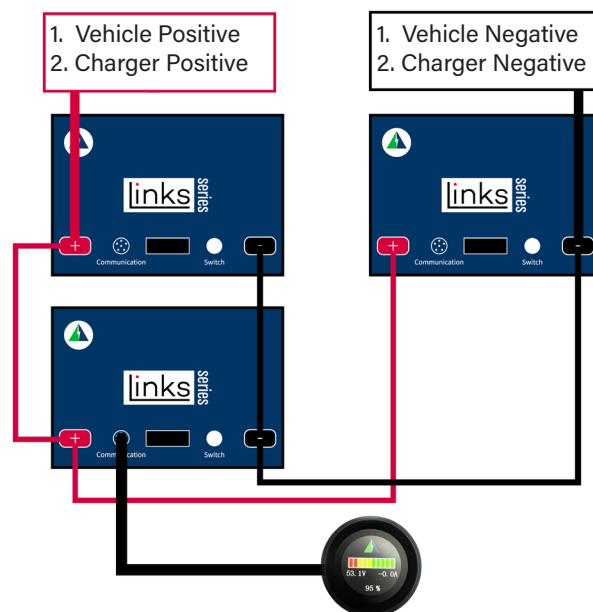 1. Vehicle Positive
2. Charger Positive
1. Vehicle Negative
2. Charger Negative
Links series
+
Communication
Switch
-
Links series
+
Communication
Switch
-
Links series
+
Switch
-
53.1V -0.0A
95 %